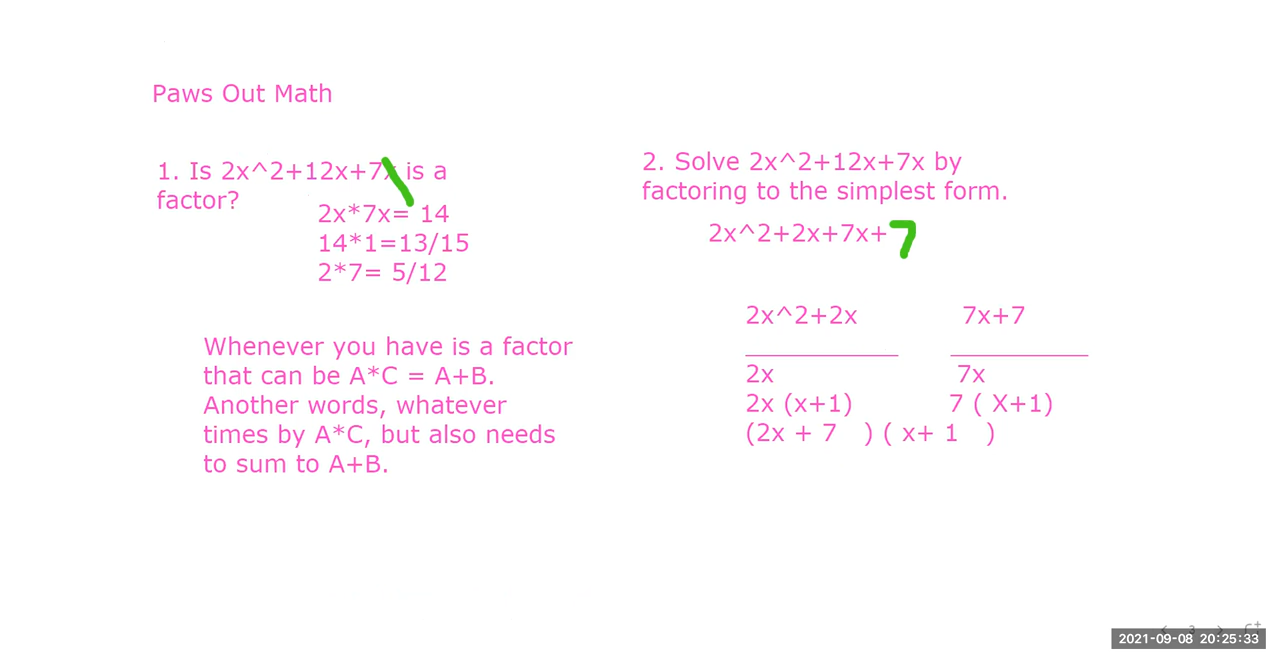 Paws Out Math
1. Is 2x^2+12x+7x is a
factor?
2x*7x= 14
14*1=13/15
2*7= 5/12
Whenever you have is a factor
that can be A*C = A+B.
Another words, whatever
times by A*C, but also needs
to sum to A+B.
2. Solve 2x^2+12x+7x by
factoring to the simplest form.
2x^2+2x+7x+7
2x^2+2x 7x+7
2x 7x
2x (x+1) 7 ( X+1)
(2x + 7 ) ( x+ 1 )
3
2021-09-08 20:25:33